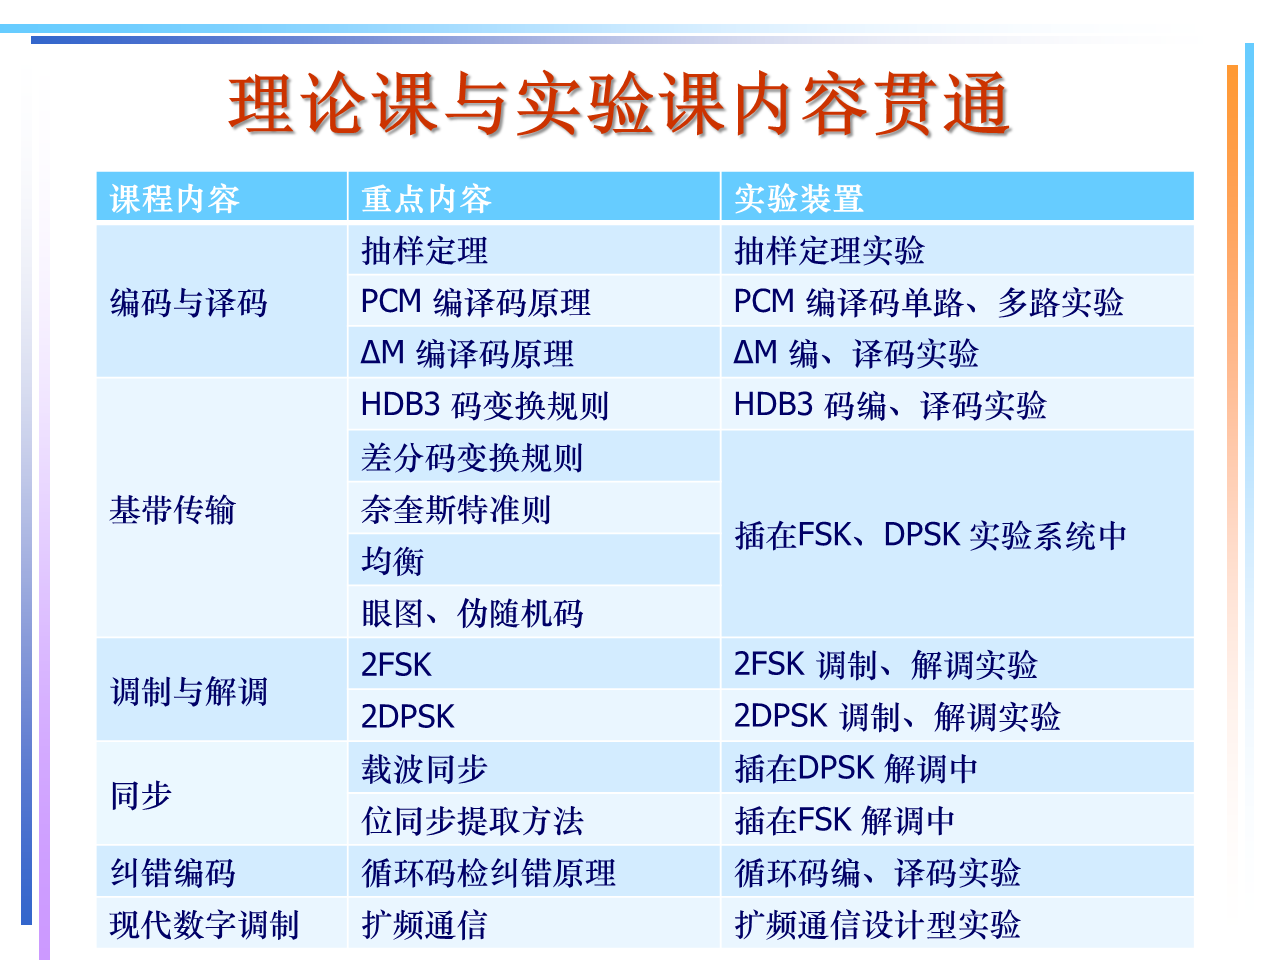 理论课与实验课内容贯通
课程内容 重点内容 实验装置
编码与译码
抽样定理 抽样定理实验
PCM 编译码原理 PCM 编译码单路、多路实验
ΔM 编译码原理 ΔM 编、译码实验
基带传输
HDB3 码变换规则 HDB3 码编、译码实验
差分码变换规则
奈奎斯特准则
均衡
眼图、伪随机码
插在FSK、DPSK 实验系统中
调制与解调
2FSK 2FSK 调制、解调实验
2DPSK 2DPSK 调制、解调实验
同步
载波同步 插在DPSK 解调中
位同步提取方法 插在FSK 解调中
纠错编码 循环码检纠错原理 循环码编、译码实验
现代数字调制 扩频通信 扩频通信设计型实验